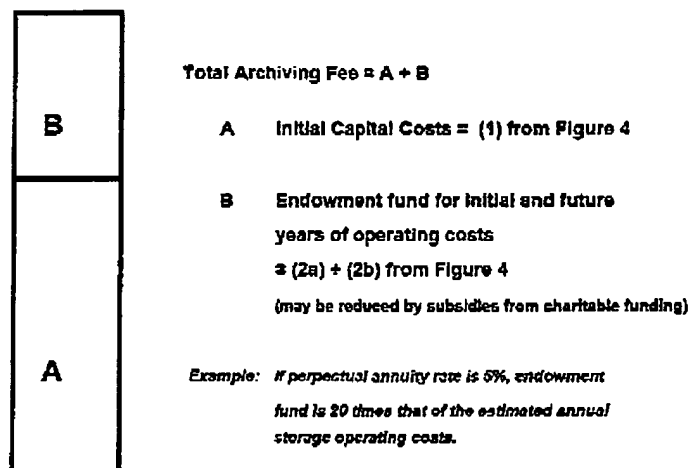 Total Archiving Fee = A + B
B
A Initial Capital Costs = (1) from Figure 4
B Endowment fund for initial and future
years of operating costs
= (2a) + (2b) from Figure 4
(may be reduced by subsidies from charitable funding)
A
Example: If perpetual annuity rate is 5%, endowment
fund is 20 times that of the estimated annual
storage operating costs.